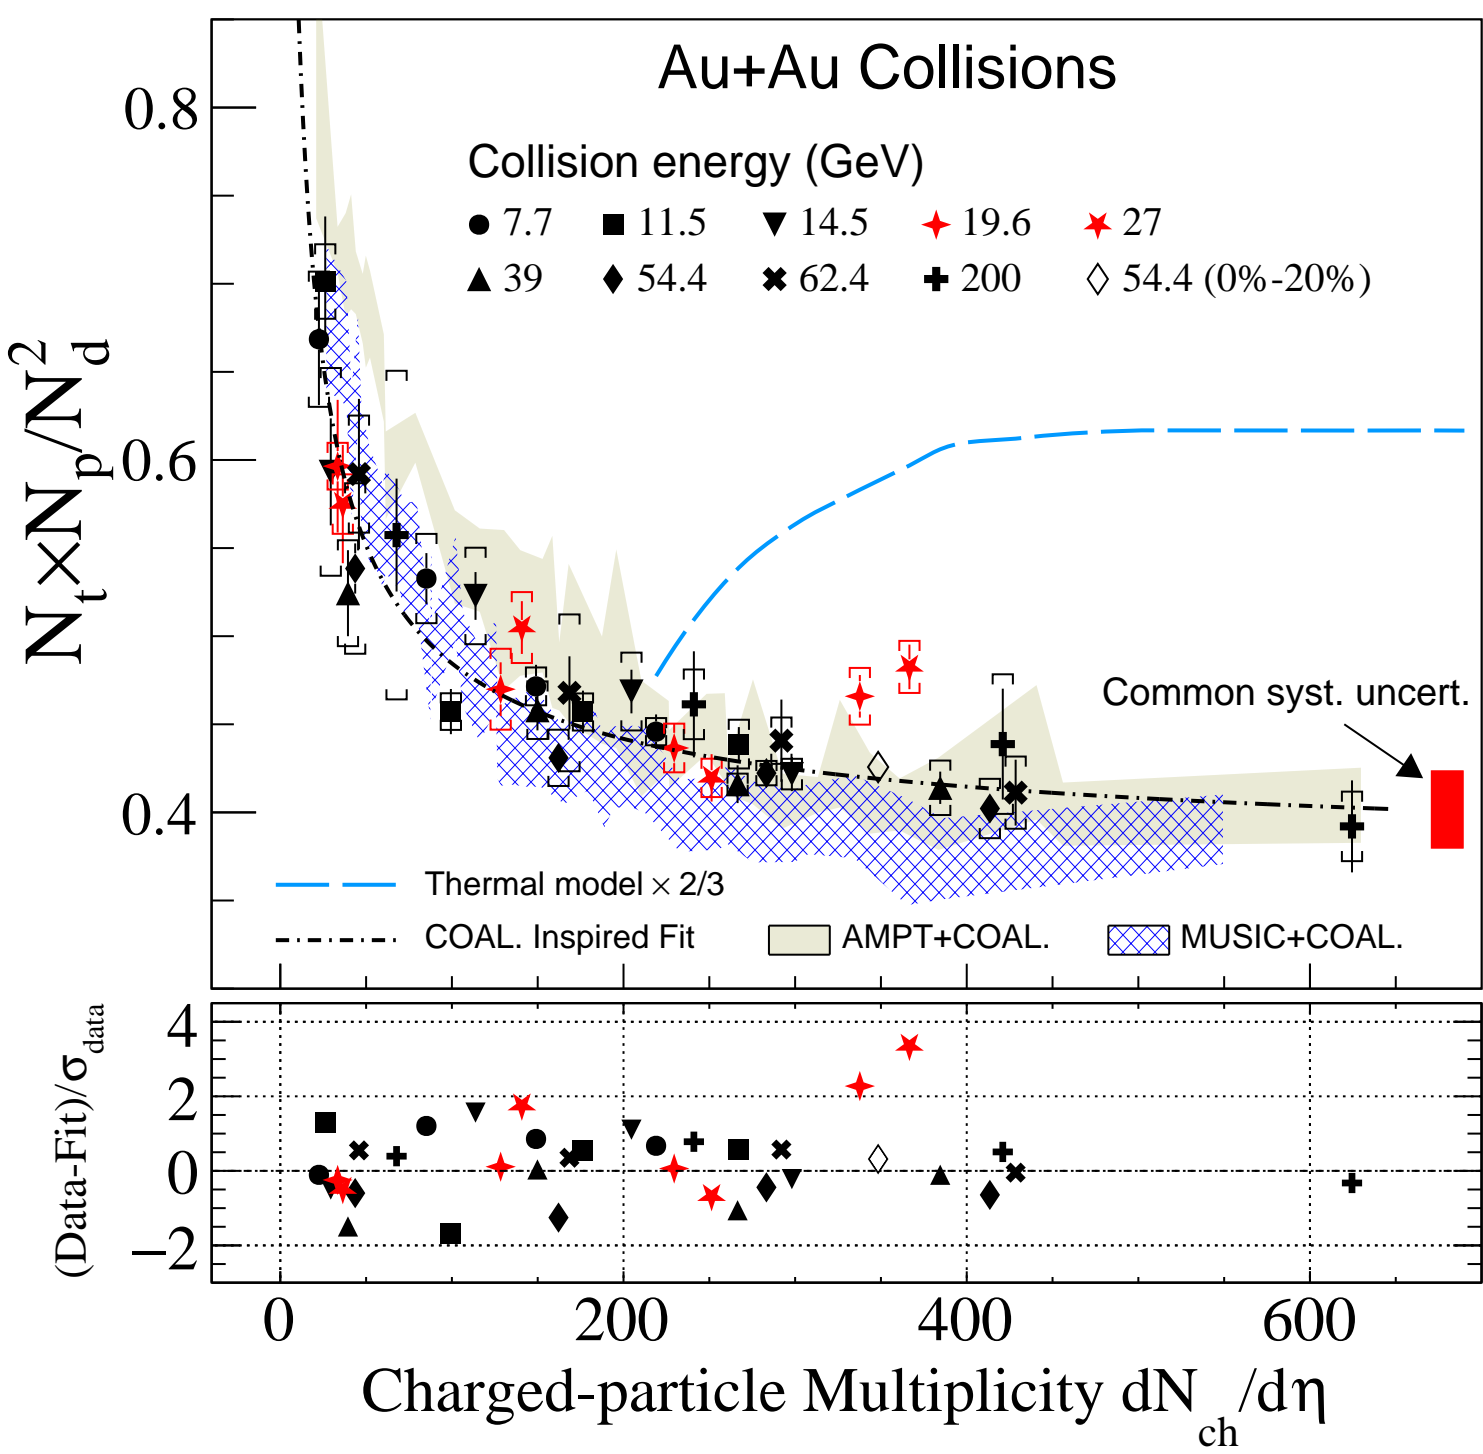 Au+Au Collisions
Collision energy (GeV)
7.7 11.5 14.5 19.6 27
39 54.4 62.4 200 54.4 (0%-20%)
0.8
0.6
0.4
N_t×N_p/N_d^2
Common syst. uncert.
Thermal model × 2/3
COAL. Inspired Fit AMPT+COAL. MUSIC+COAL.
(Data-Fit)/σ_data
4
2
0
−2
0 200 400 600
Charged-particle Multiplicity dN_ch/dη